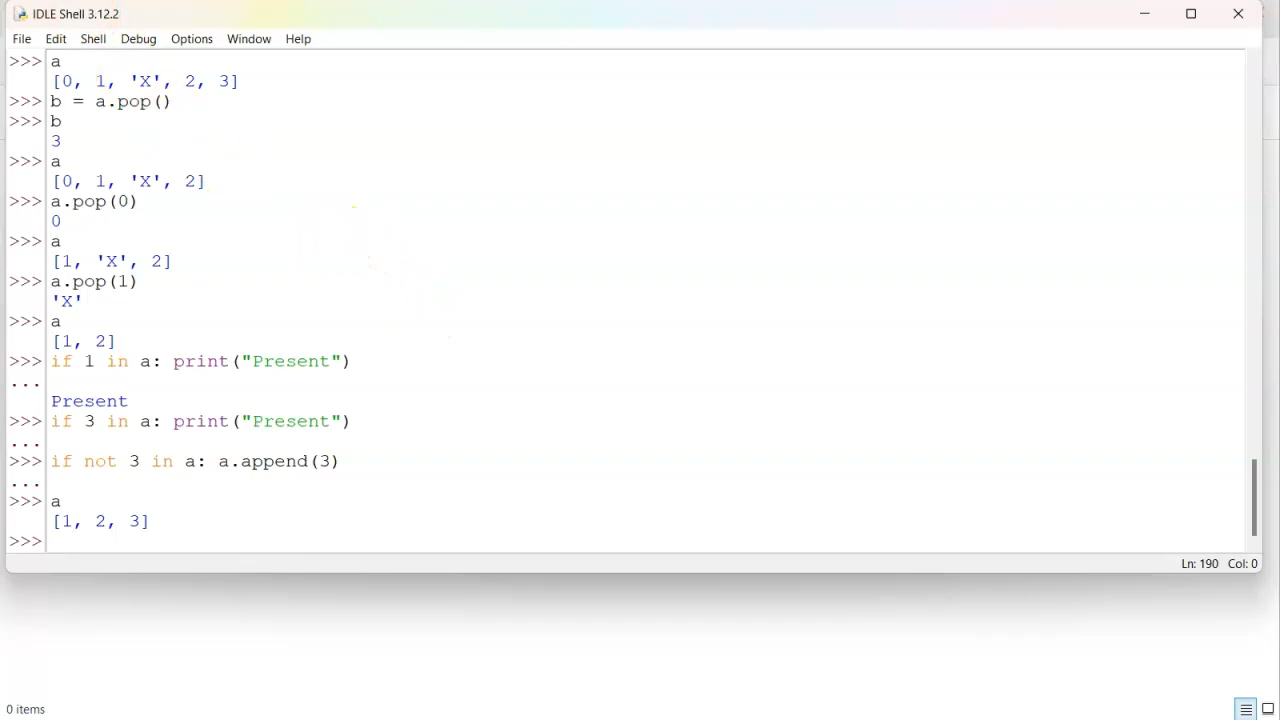 IDLE Shell 3.12.2
File Edit Shell Debug Options Window Help
>>> a
[0, 1, 'X', 2, 3]
>>> b = a.pop()
>>> b
3
>>> a
[0, 1, 'X', 2]
>>> a.pop(0)
0
>>> a
[1, 'X', 2]
>>> a.pop(1)
'X'
>>> a
[1, 2]
>>> if 1 in a: print("Present")
...
Present
>>> if 3 in a: print("Present")
...
>>> if not 3 in a: a.append(3)
...
>>> a
[1, 2, 3]
>>>
Ln: 190 Col: 0
0 items